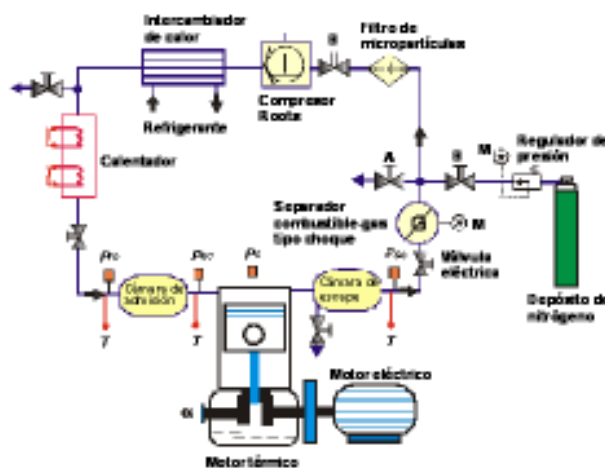 Intercambiador
de calor
B
Filtro de
micropartículas
Compresor
Roots
Refrigerante
Calentador
Regulador de
presión
M
A
B
Separador
combustible-gas
tipo choque
M
Válvula
eléctrica
Depósito de
nitrógeno
Cámara de
admisión
Cámara de
escape
T
T
T
Motor eléctrico
α
Motor térmico